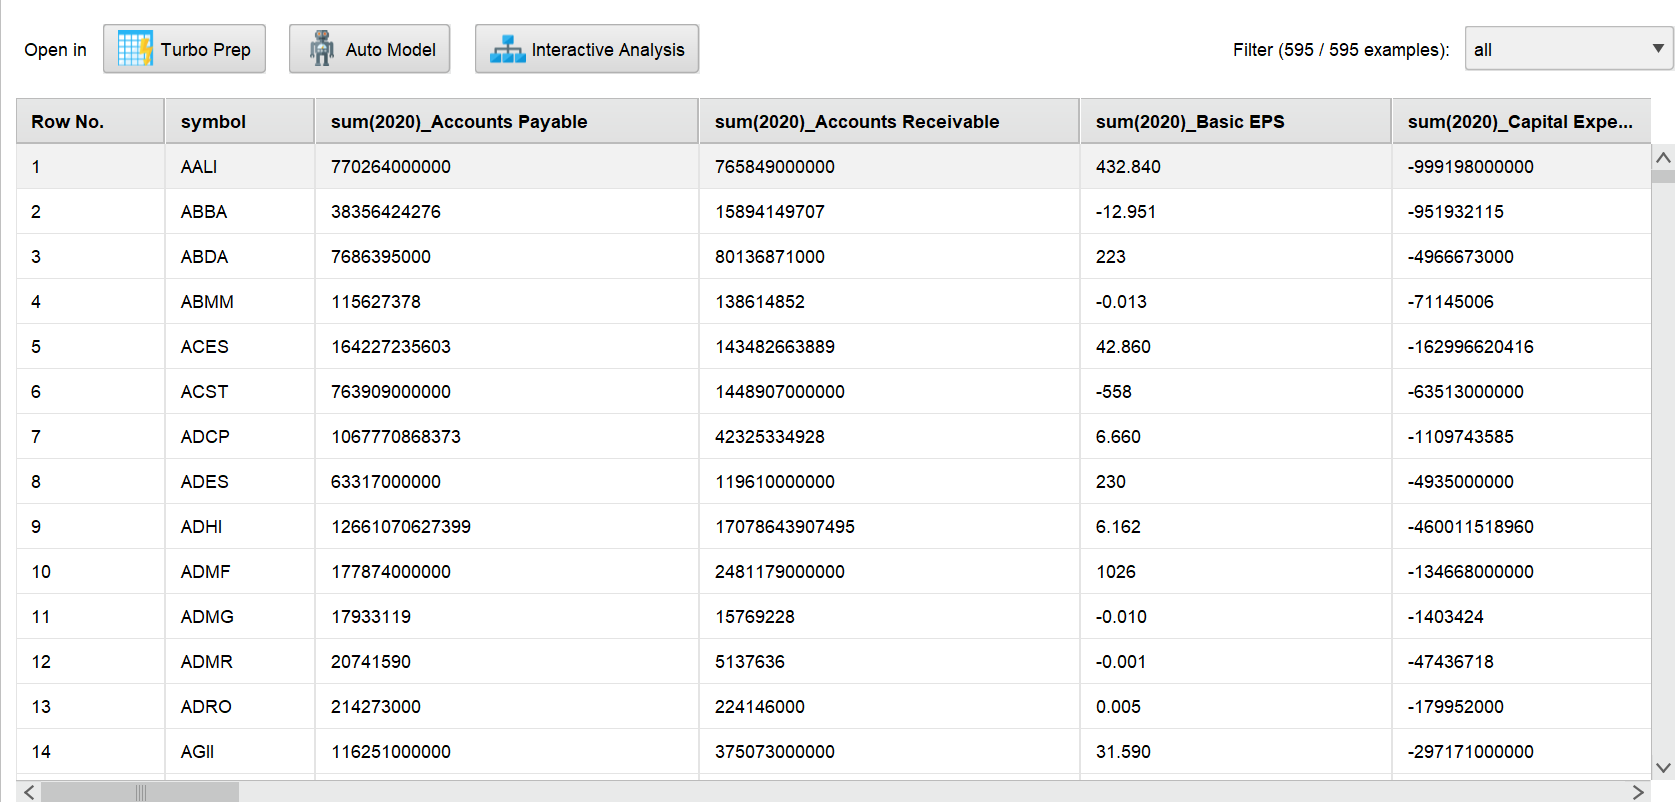 Open in Turbo Prep Auto Model Interactive Analysis Filter (595 / 595 examples): all
Row No. symbol sum(2020)_Accounts Payable sum(2020)_Accounts Receivable sum(2020)_Basic EPS sum(2020)_Capital Expe...
1 AALI 770264000000 765849000000 432.840 -999198000000
2 ABBA 38356424276 15894149707 -12.951 -951932115
3 ABDA 7686395000 80136871000 223 -4966673000
4 ABMM 115627378 138614852 -0.013 -71145006
5 ACES 164227235603 143482663889 42.860 -162996620416
6 ACST 763909000000 1448907000000 -558 -63513000000
7 ADCP 1067770868373 42325334928 6.660 -1109743585
8 ADES 63317000000 119610000000 230 -4935000000
9 ADHI 12661070627399 17078643907495 6.162 -460011518960
10 ADMF 177874000000 2481179000000 1026 -134668000000
11 ADMG 17933119 15769228 -0.010 -1403424
12 ADMR 20741590 5137636 -0.001 -47436718
13 ADRO 214273000 224146000 0.005 -179952000
14 AGII 116251000000 375073000000 31.590 -297171000000